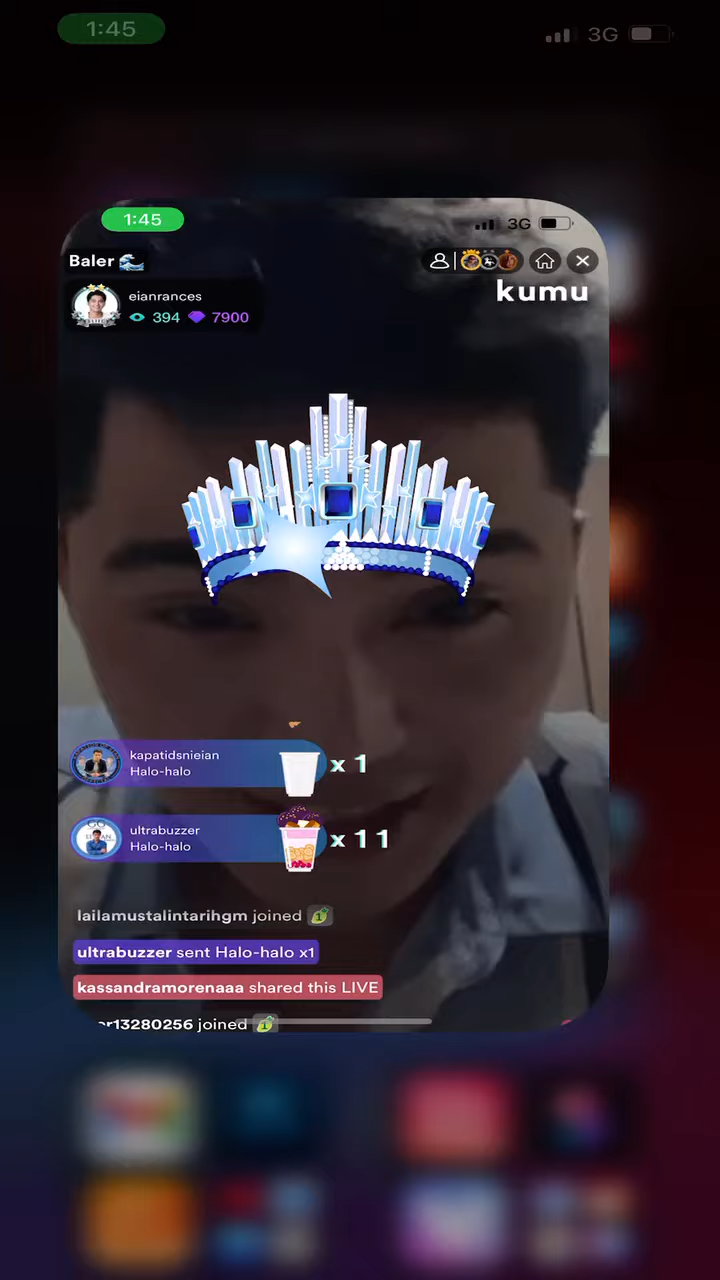 1:45
3G
1:45
3G
Baler
kumu
eianrances
394 7900
kapatidsnieian
Halo-halo
x 1
ultrabuzzer
Halo-halo
x 11
lailamustalintarihgm joined
ultrabuzzer sent Halo-halo x1
kassandramorenaaa shared this LIVE
r13280256 joined